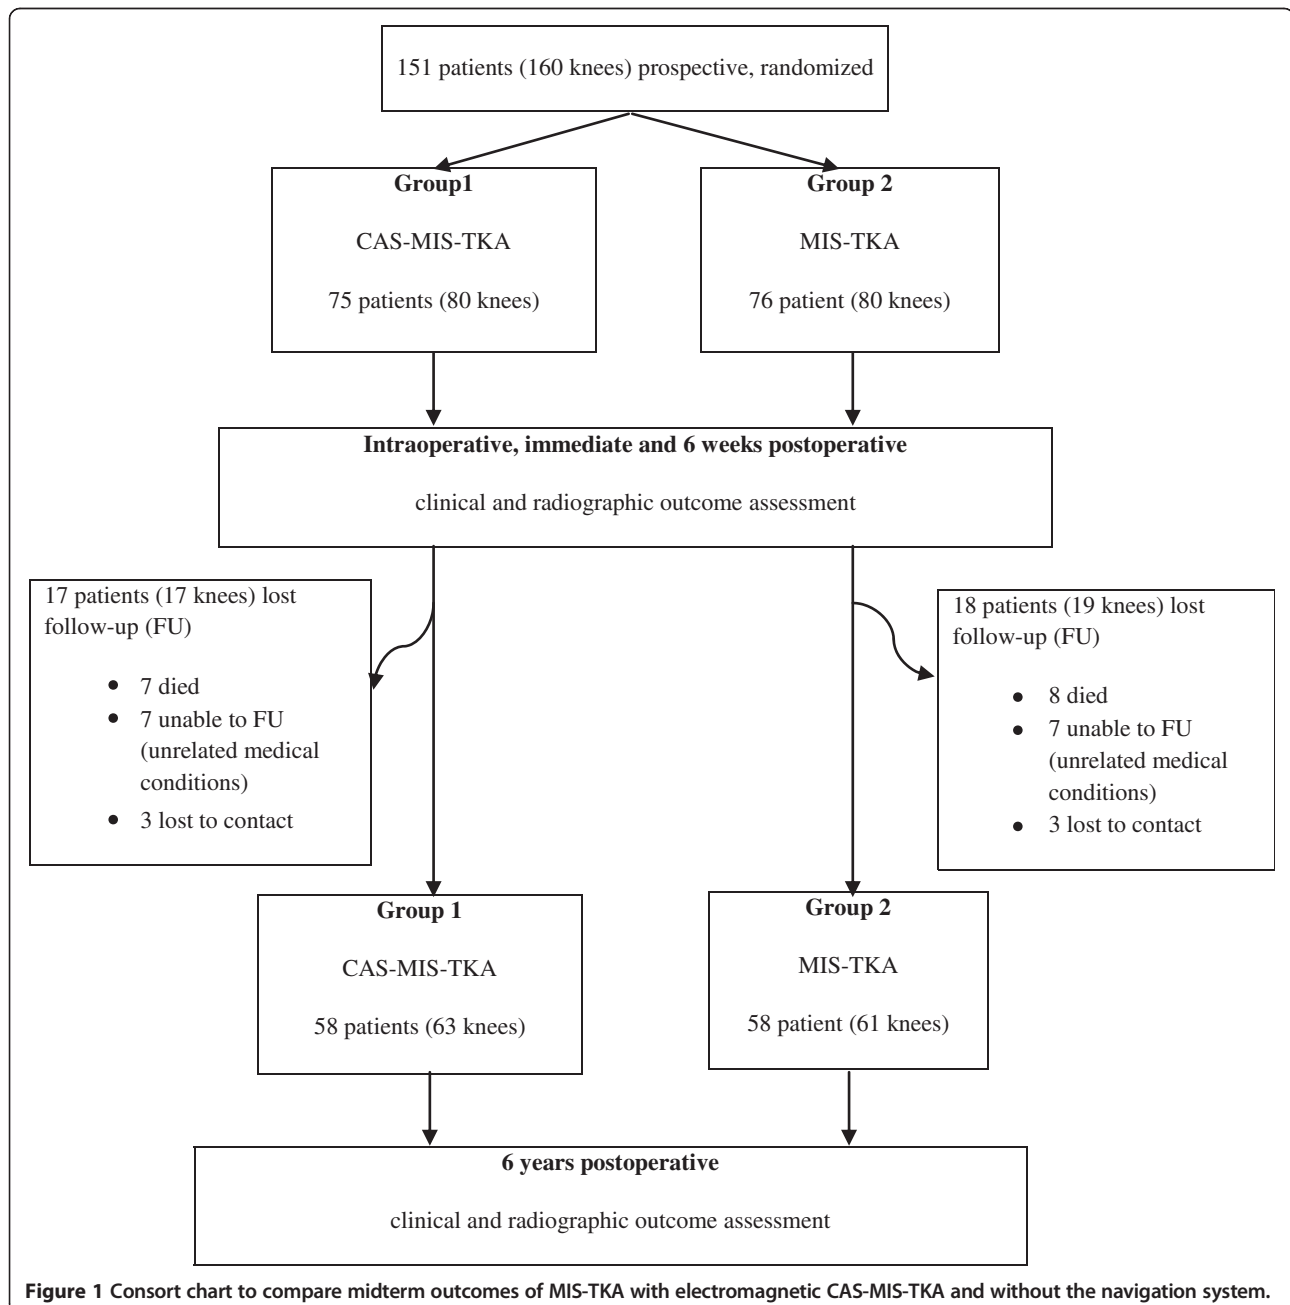 151 patients (160 knees) prospective, randomized
Group1
CAS-MIS-TKA
75 patients (80 knees)
Group 2
MIS-TKA
76 patient (80 knees)
Intraoperative, immediate and 6 weeks postoperative
clinical and radiographic outcome assessment
17 patients (17 knees) lost
follow-up (FU)
• 7 died
• 7 unable to FU
(unrelated medical
conditions)
• 3 lost to contact
18 patients (19 knees) lost
follow-up (FU)
• 8 died
• 7 unable to FU
(unrelated medical
conditions)
• 3 lost to contact
Group 1
CAS-MIS-TKA
58 patients (63 knees)
Group 2
MIS-TKA
58 patient (61 knees)
6 years postoperative
clinical and radiographic outcome assessment
Figure 1 Consort chart to compare midterm outcomes of MIS-TKA with electromagnetic CAS-MIS-TKA and without the navigation system.